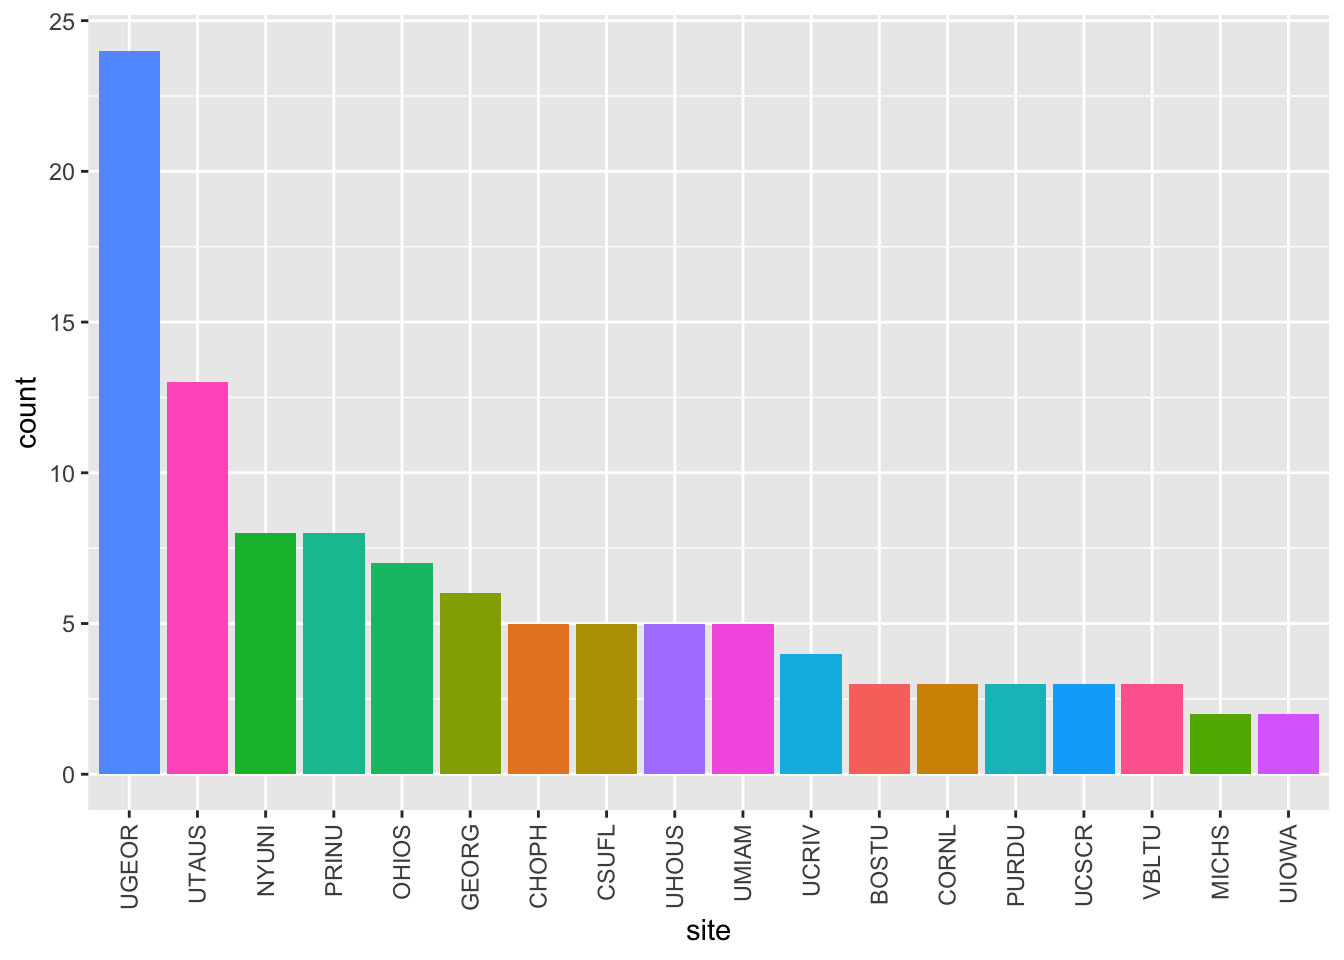 25
20
15
10
5
0
count
UGEOR
UTAUS
NYUNI
PRINU
OHIOS
GEORG
CHOPH
CSUFL
UHOUS
UMIAM
UCRIV
BOSTU
CORNL
PURDU
UCSCR
VBLTU
MICHS
UIOWA
site